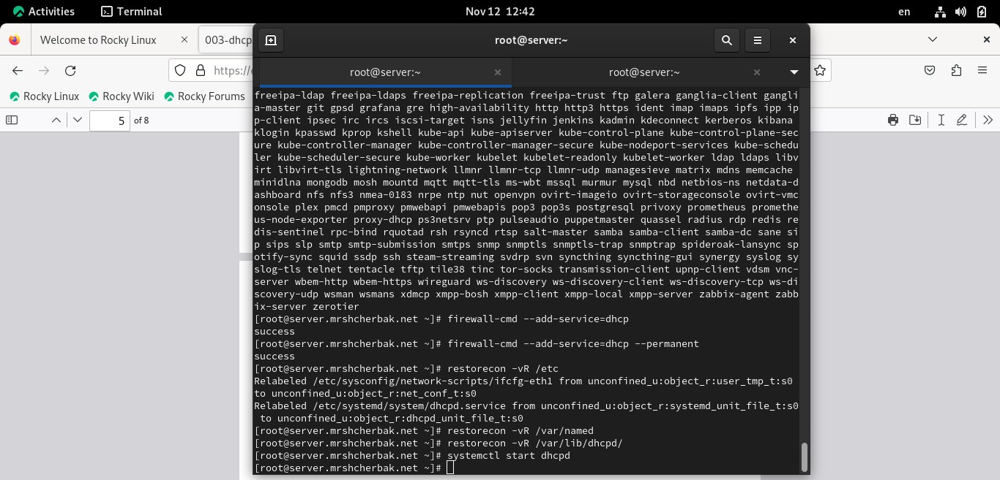 Activities
Terminal
Nov 12 12:42
en
Welcome to Rocky Linux
003-dhcp
root@server:~
https://e
root@server:~
root@server:~
Rocky Linux
Rocky Wiki
Rocky Forums
5
of 8
freeipa-ldap freeipa-ldaps freeipa-replication freeipa-trust ftp galera ganglia-client gangli
a-master git gpsd grafana gre high-availability http http3 https ident imap imaps ipfs ipp ip
p-client ipsec irc ircs iscsi-target isns jellyfin jenkins kadmin kdeconnect kerberos kibana
klogin kpasswd kprop kshell kube-api kube-apiserver kube-control-plane kube-control-plane-sec
ure kube-controller-manager kube-controller-manager-secure kube-nodeport-services kube-schedu
ler kube-scheduler-secure kube-worker kubelet kubelet-readonly kubelet-worker ldap ldaps libv
irt libvirt-tls lightning-network llmnr llmnr-tcp llmnr-udp managesieve matrix mdns memcache
minidlna mongodb mosh mountd mqtt mqtt-tls ms-wbt mssql murmur mysql nbd netbios-ns netdata-d
ashboard nfs nfs3 nmea-0183 nrpe ntp nut openvpn ovirt-imageio ovirt-storageconsole ovirt-vmc
onsole plex pmcd pmproxy pmwebapi pmwebapis pop3 pop3s postgresql privoxy prometheus promethe
us-node-exporter proxy-dhcp ps3netsrv ptp pulseaudio puppetmaster quassel radius rdp redis re
dis-sentinel rpc-bind rquotad rsh rsyncd rtsp salt-master samba samba-client samba-dc sane si
p sips slp smtp smtp-submission smtps snmp snmptls snmptls-trap snmptrap spideroak-lansync sp
otify-sync squid ssdp ssh steam-streaming svdrp svn syncthing syncthing-gui synergy syslog sy
slog-tls telnet tentacle tftp tile38 tinc tor-socks transmission-client upnp-client vdsm vnc-
server wbem-http wbem-https wireguard ws-discovery ws-discovery-client ws-discovery-tcp ws-di
scovery-udp wsman wsmans xdmcp xmpp-bosh xmpp-client xmpp-local xmpp-server zabbix-agent zabb
ix-server zerotier
[root@server.mrshcherbak.net ~]# firewall-cmd --add-service=dhcp
success
[root@server.mrshcherbak.net ~]# firewall-cmd --add-service=dhcp --permanent
success
[root@server.mrshcherbak.net ~]# restorecon -vR /etc
Relabeled /etc/sysconfig/network-scripts/ifcfg-eth1 from unconfined_u:object_r:user_tmp_t:s0
to unconfined_u:object_r:net_conf_t:s0
Relabeled /etc/systemd/system/dhcpd.service from unconfined_u:object_r:systemd_unit_file_t:s0
to unconfined_u:object_r:dhcpd_unit_file_t:s0
[root@server.mrshcherbak.net ~]# restorecon -vR /var/named
[root@server.mrshcherbak.net ~]# restorecon -vR /var/lib/dhcpd/
[root@server.mrshcherbak.net ~]# systemctl start dhcpd
[root@server.mrshcherbak.net ~]#